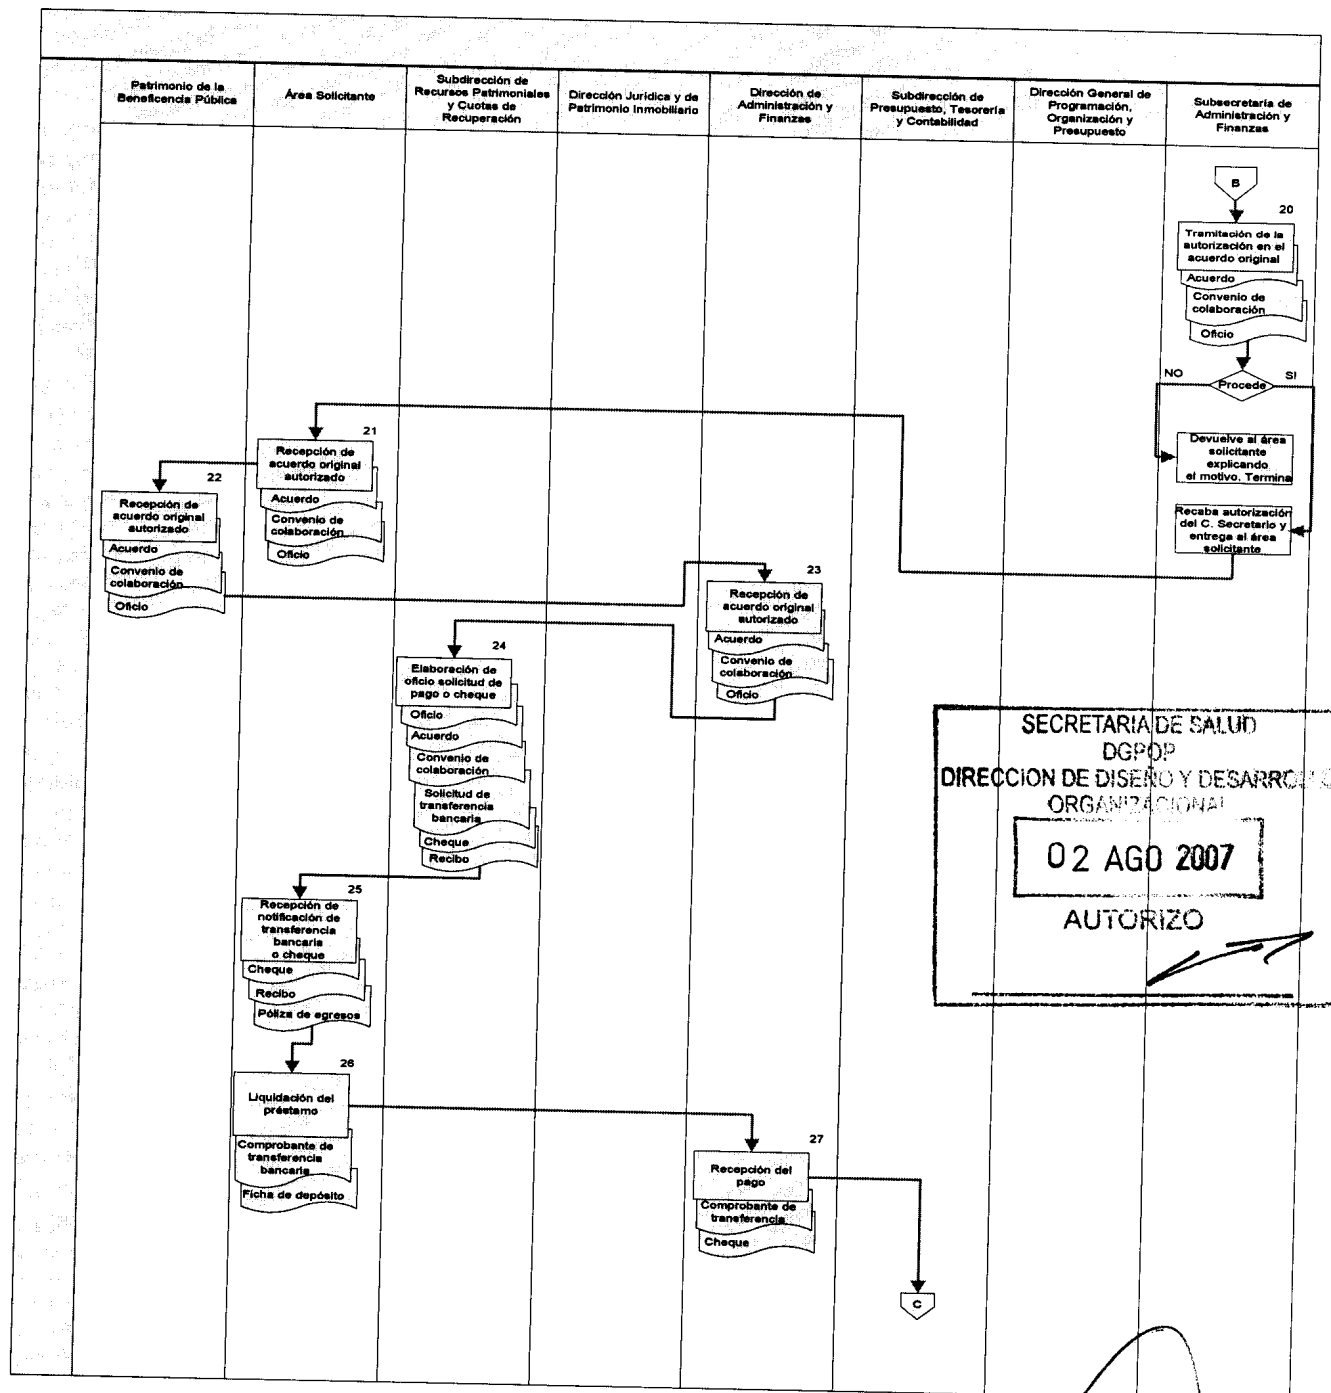 Patrimonio de la
Beneficencia Pública
Área Solicitante
Subdirección de
Recursos Patrimoniales
y Cuotas de
Recuperación
Dirección Jurídica y de
Patrimonio Inmobiliario
Dirección de
Administración y
Finanzas
Subdirección de
Presupuesto, Tesorería
y Contabilidad
Dirección General de
Programación,
Organización y
Presupuesto
Subsecretaría de
Administración y
Finanzas
B
20
Tramitación de la
autorización en el
acuerdo original
Acuerdo
Convenio de
colaboración
Oficio
NO
Procede
SI
Devuelve al área
solicitante
explicando
el motivo. Termina
Recaba autorización
del C. Secretario y
entrega al área
solicitante
21
Recepción de
acuerdo original
autorizado
Acuerdo
Convenio de
colaboración
Oficio
22
Recepción de
acuerdo original
autorizado
Acuerdo
Convenio de
colaboración
Oficio
23
Recepción de
acuerdo original
autorizado
Acuerdo
Convenio de
colaboración
Oficio
24
Elaboración de
oficio solicitud de
pago o cheque
Oficio
Acuerdo
Convenio de
colaboración
Solicitud de
transferencia
bancaria
Cheque
Recibo
SECRETARIA DE SALUD
DGPOP
DIRECCION DE DISEÑO Y DESARROLLO
ORGANIZACIONAL
02 AGO 2007
AUTORIZO
25
Recepción de
notificación de
transferencia
bancaria
o cheque
Cheque
Recibo
Póliza de egresos
26
Liquidación del
préstamo
Comprobante de
transferencia
bancaria
Ficha de depósito
27
Recepción del
pago
Comprobante de
transferencia
Cheque
C